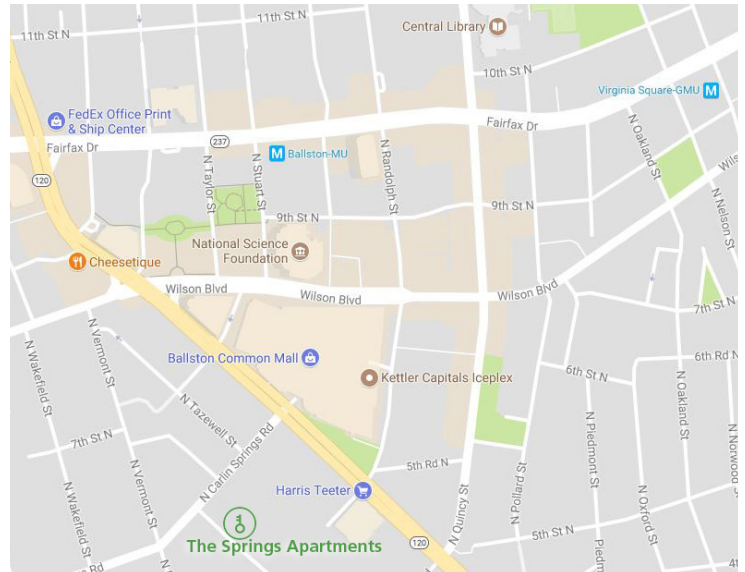 11th St N
11th St N
Central Library
10th St N
Virginia Square-GMU M
FedEx Office Print
& Ship Center
Fairfax Dr
Fairfax Dr
237
M Ballston-MU
120
N Taylor St
N Stuart St
N Randolph St
N Oakland St
Wils
N Nelson St
9th St N
9th St N
National Science
Foundation
Cheesetique
Wilson Blvd
Wilson Blvd
Wilson Blvd
7th St N
N Wakefield St
N Vermont St
Ballston Common Mall
Kettler Capitals Iceplex
6th Rd N
6th St N
N Tazewell St
N Oakland St
7th St N
N Carlin Springs Rd
N Piedmont St
N Norwood St
5th Rd N
N Pollard St
N Quincy St
N Oxford St
N Wakefield St
N Vermont St
Harris Teeter
5th St N
The Springs Apartments
120
Piedm
Rd
4t